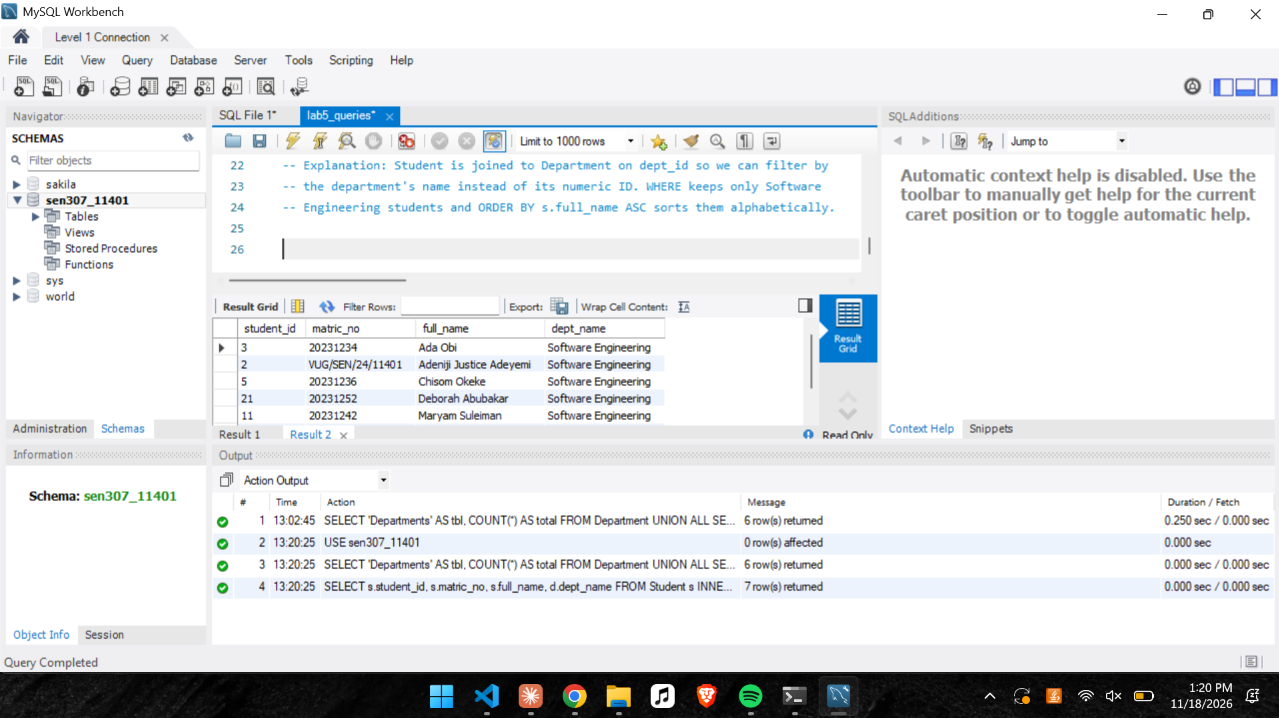 MySQL Workbench
Level 1 Connection
File Edit View Query Database Server Tools Scripting Help
Navigator
SCHEMAS
Filter objects
sakila
sen307_11401
Tables
Views
Stored Procedures
Functions
sys
world
Administration Schemas
Information
Schema: sen307_11401
Object Info Session
Query Completed
SQL File 1* lab5_queries*
Limit to 1000 rows
22 -- Explanation: Student is joined to Department on dept_id so we can filter by
23 -- the department's name instead of its numeric ID. WHERE keeps only Software
24 -- Engineering students and ORDER BY s.full_name ASC sorts them alphabetically.
25
26
Result Grid Filter Rows: Export: Wrap Cell Content:
student_id matric_no full_name dept_name
3 20231234 Ada Obi Software Engineering
2 VUG/SEN/24/11401 Adeniji Justice Adeyemi Software Engineering
5 20231236 Chisom Okeke Software Engineering
21 20231252 Deborah Abubakar Software Engineering
11 20231242 Maryam Suleiman Software Engineering
Result
Grid
Result 1 Result 2 Read Only
SQLAdditions
Jump to
Automatic context help is disabled. Use the
toolbar to manually get help for the current
caret position or to toggle automatic help.
Context Help Snippets
Output
Action Output
# Time Action Message Duration / Fetch
1 13:02:45 SELECT 'Departments' AS tbl, COUNT(*) AS total FROM Department UNION ALL SE... 6 row(s) returned 0.250 sec / 0.000 sec
2 13:20:25 USE sen307_11401 0 row(s) affected 0.000 sec
3 13:20:25 SELECT 'Departments' AS tbl, COUNT(*) AS total FROM Department UNION ALL SE... 6 row(s) returned 0.000 sec / 0.000 sec
4 13:20:25 SELECT s.student_id, s.matric_no, s.full_name, d.dept_name FROM Student s INNE... 7 row(s) returned 0.000 sec / 0.000 sec
1:20 PM
11/18/2026